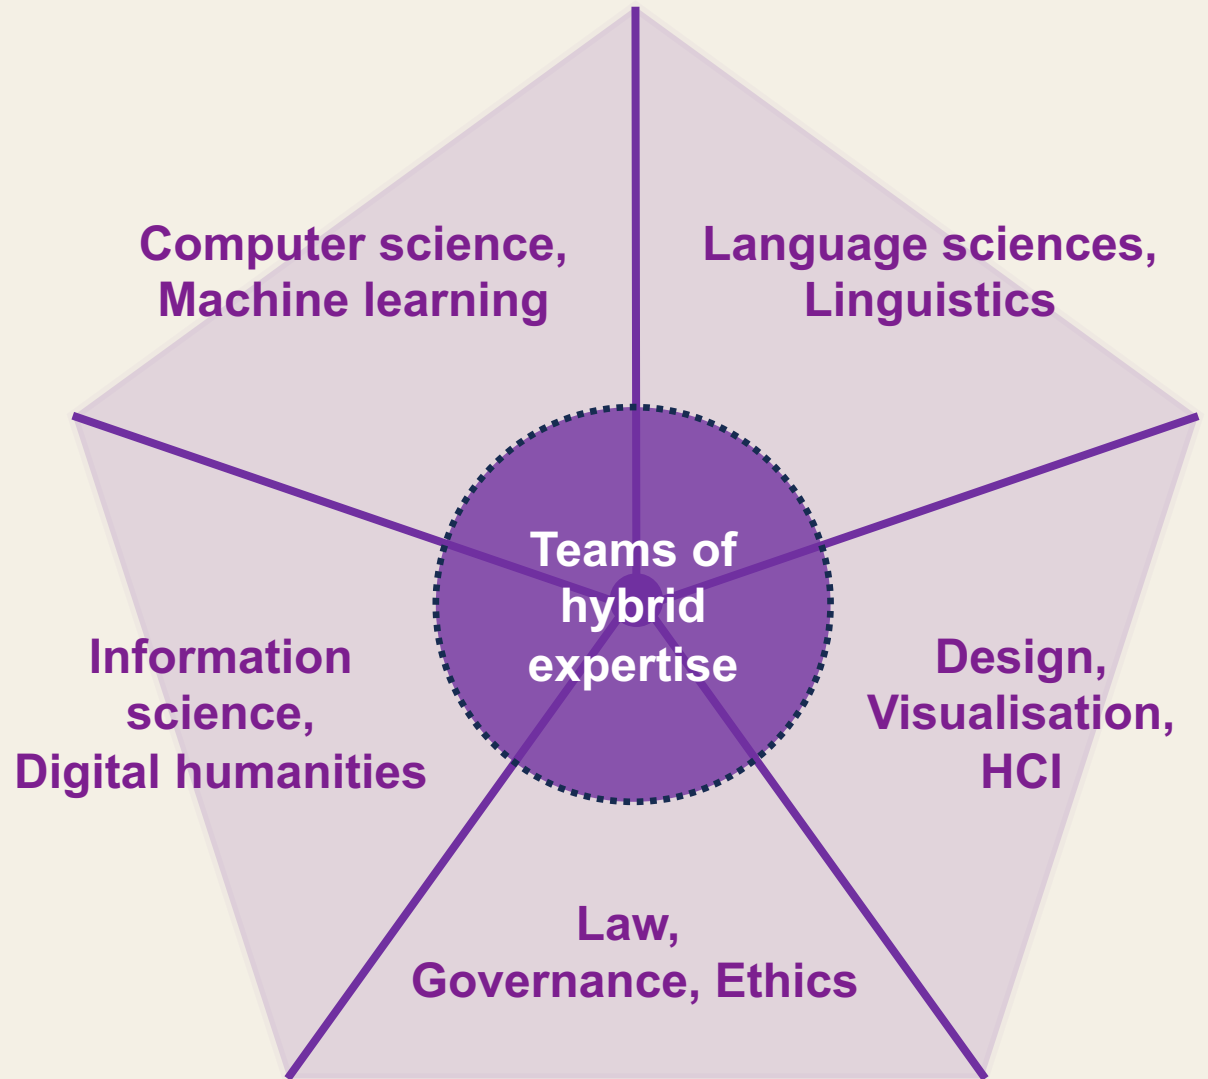 Computer science,
Machine learning
Language sciences,
Linguistics
Teams of
hybrid
expertise
Information
science,
Digital humanities
Design,
Visualisation,
HCI
Law,
Governance, Ethics